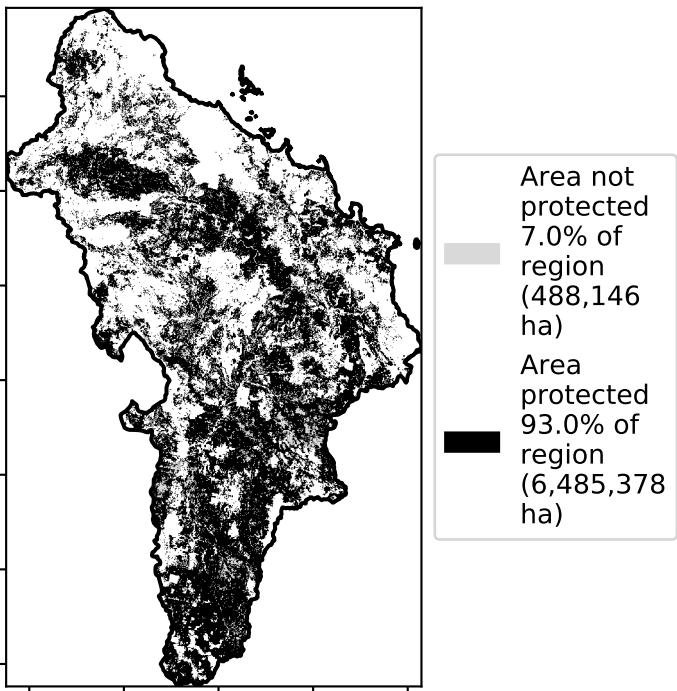 Area not
protected
7.0% of
region
(488,146
ha)
Area
protected
93.0% of
region
(6,485,378
ha)